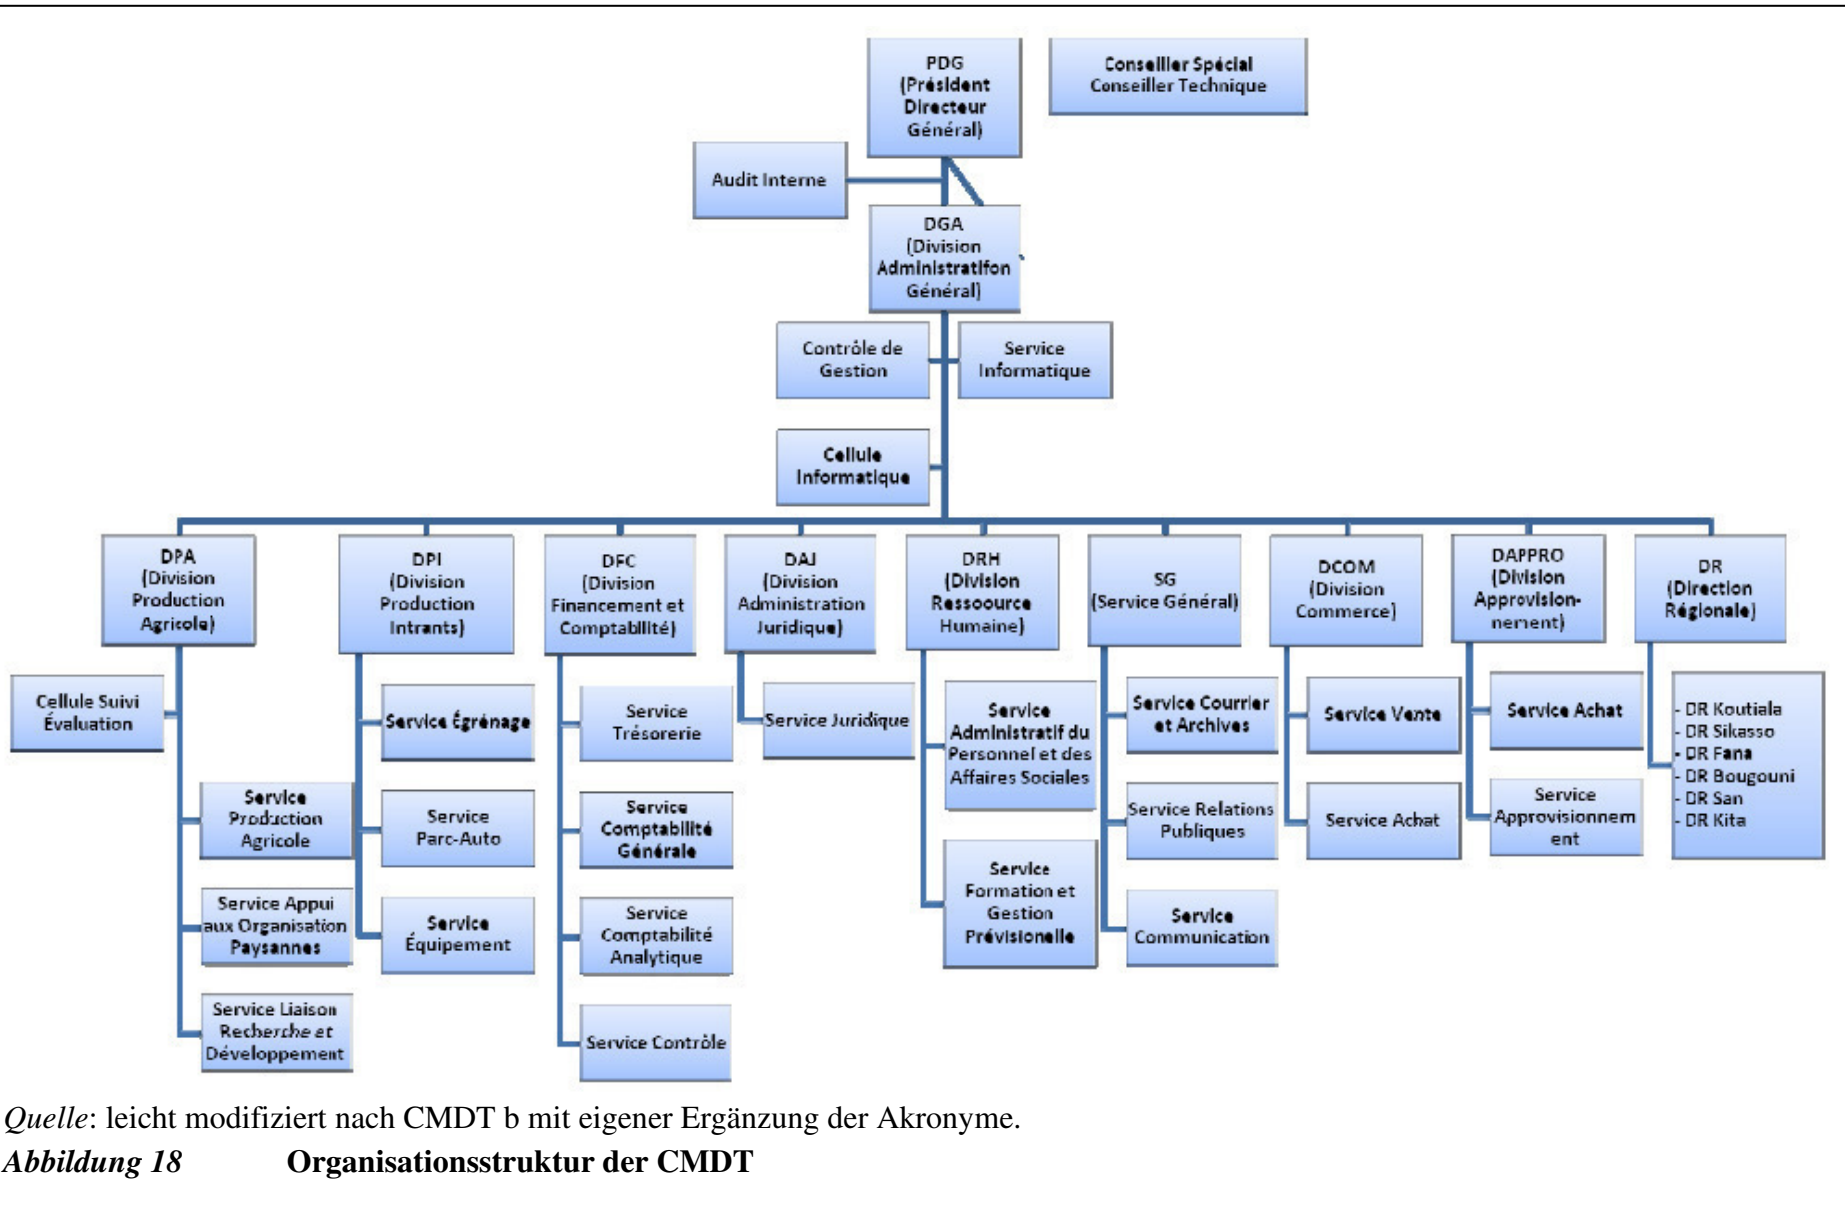 PDG
(Président
Directeur
Général)
Conseiller Spécial
Conseiller Technique
Audit Interne
DGA
(Division
Administratifon
Général)
Contrôle de
Gestion
Service
Informatique
Cellule
Informatique
DPA
(Division
Production
Agricole)
DPI
(Division
Production
Intrants)
DFC
(Division
Financement et
Comptabilité)
DAJ
(Division
Administration
Juridique)
DRH
(Division
Ressoource
Humaine)
SG
(Service Général)
DCOM
(Division
Commerce)
DAPPRO
(Division
Approvision-
nement)
DR
(Direction
Régionale)
Cellule Suivi
Évaluation
Service
Production
Agricole
Service Appui
aux Organisation
Paysannes
Service Liaison
Recherche et
Développement
Service Égrénage
Service
Parc-Auto
Service
Équipement
Service
Trésorerie
Service
Comptabilité
Générale
Service
Comptabilité
Analytique
Service Contrôle
Service Juridique
Service
Administratif du
Personnel et des
Affaires Sociales
Service
Formation et
Gestion
Prévisionelle
Service Courrier
et Archives
Service Relations
Publiques
Service
Communication
Service Vente
Service Achat
Service Achat
Service
Approvisionnem
ent
- DR Koutiala
- DR Sikasso
- DR Fana
- DR Bougouni
- DR San
- DR Kita
Quelle: leicht modifiziert nach CMDT b mit eigener Ergänzung der Akronyme.
Abbildung 18 Organisationsstruktur der CMDT